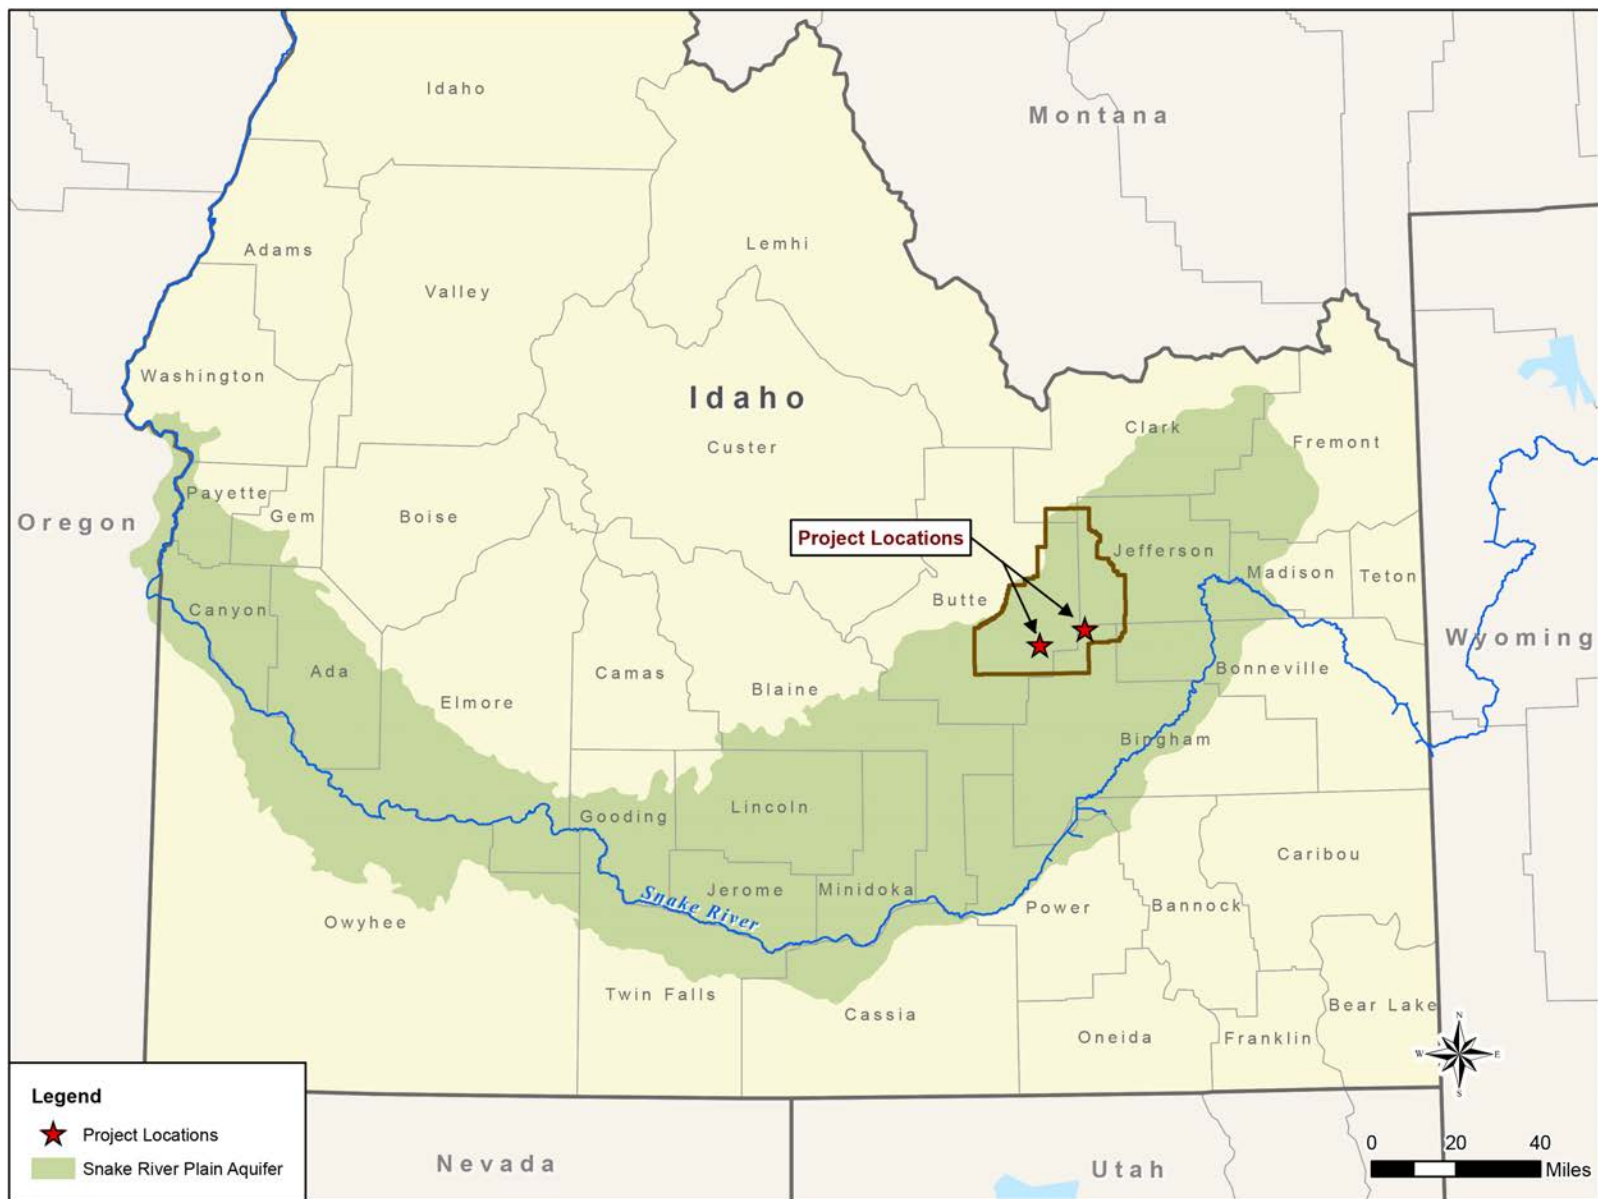 Idaho
Montana
Adams
Lemhi
Valley
Washington
Idaho
Custer
Clark
Fremont
Payette
Oregon
Gem
Boise
Project Locations
Jefferson
Madison
Teton
Canyon
Butte
Wyoming
Ada
Camas
Bonneville
Elmore
Blaine
Bingham
Gooding
Lincoln
Caribou
Jerome
Minidoka
Snake River
Power
Bannock
Owyhee
Twin Falls
Cassia
Bear Lake
Oneida
Franklin
N
W
E
S
Legend
Project Locations
Snake River Plain Aquifer
Nevada
Utah
0 20 40
Miles